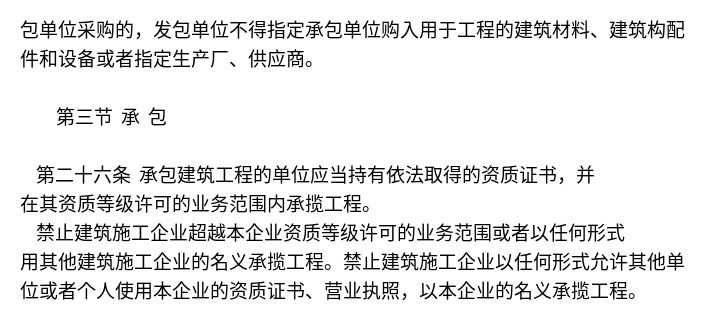 包单位采购的，发包单位不得指定承包单位购入用于工程的建筑材料、建筑构配
件和设备或者指定生产厂、供应商。
第三节 承 包
第二十六条 承包建筑工程的单位应当持有依法取得的资质证书，并
在其资质等级许可的业务范围内承揽工程。
禁止建筑施工企业超越本企业资质等级许可的业务范围或者以任何形式
用其他建筑施工企业的名义承揽工程。禁止建筑施工企业以任何形式允许其他单
位或者个人使用本企业的资质证书、营业执照，以本企业的名义承揽工程。